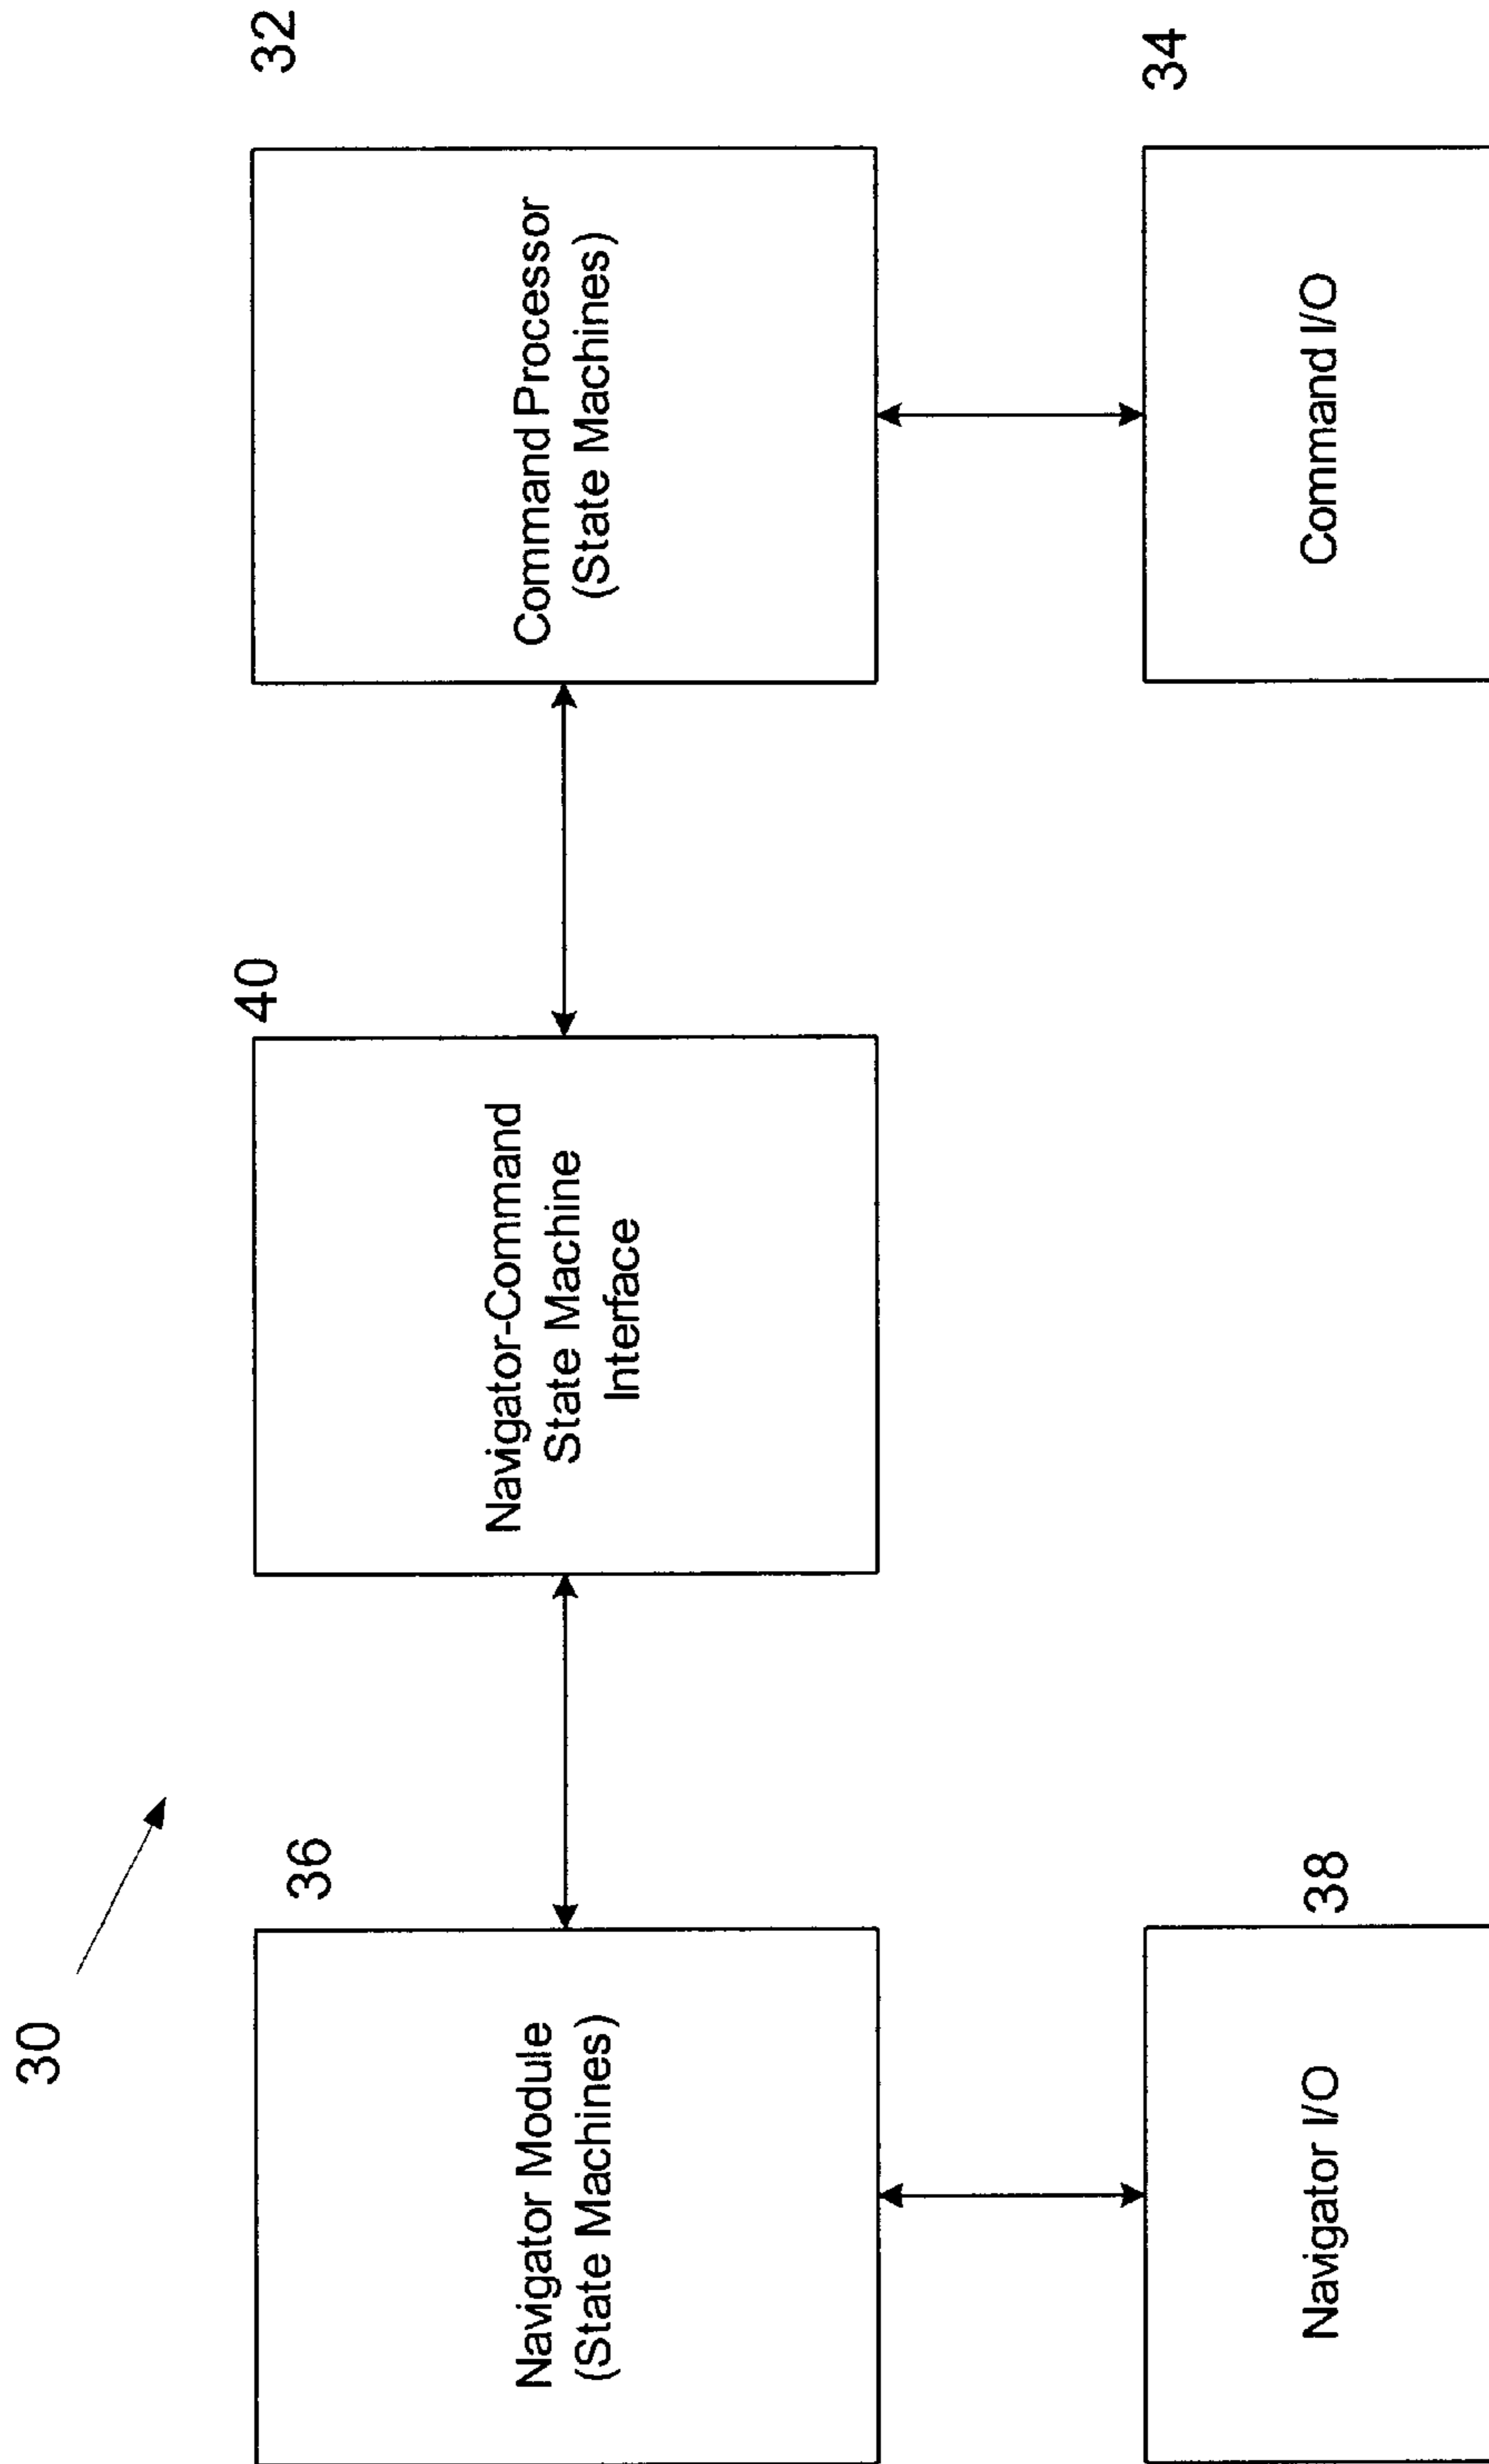 30
36
Navigator Module
(State Machines)
40
Navigator-Command
State Machine
Interface
32
Command Processor
(State Machines)
38
Navigator I/O
34
Command I/O